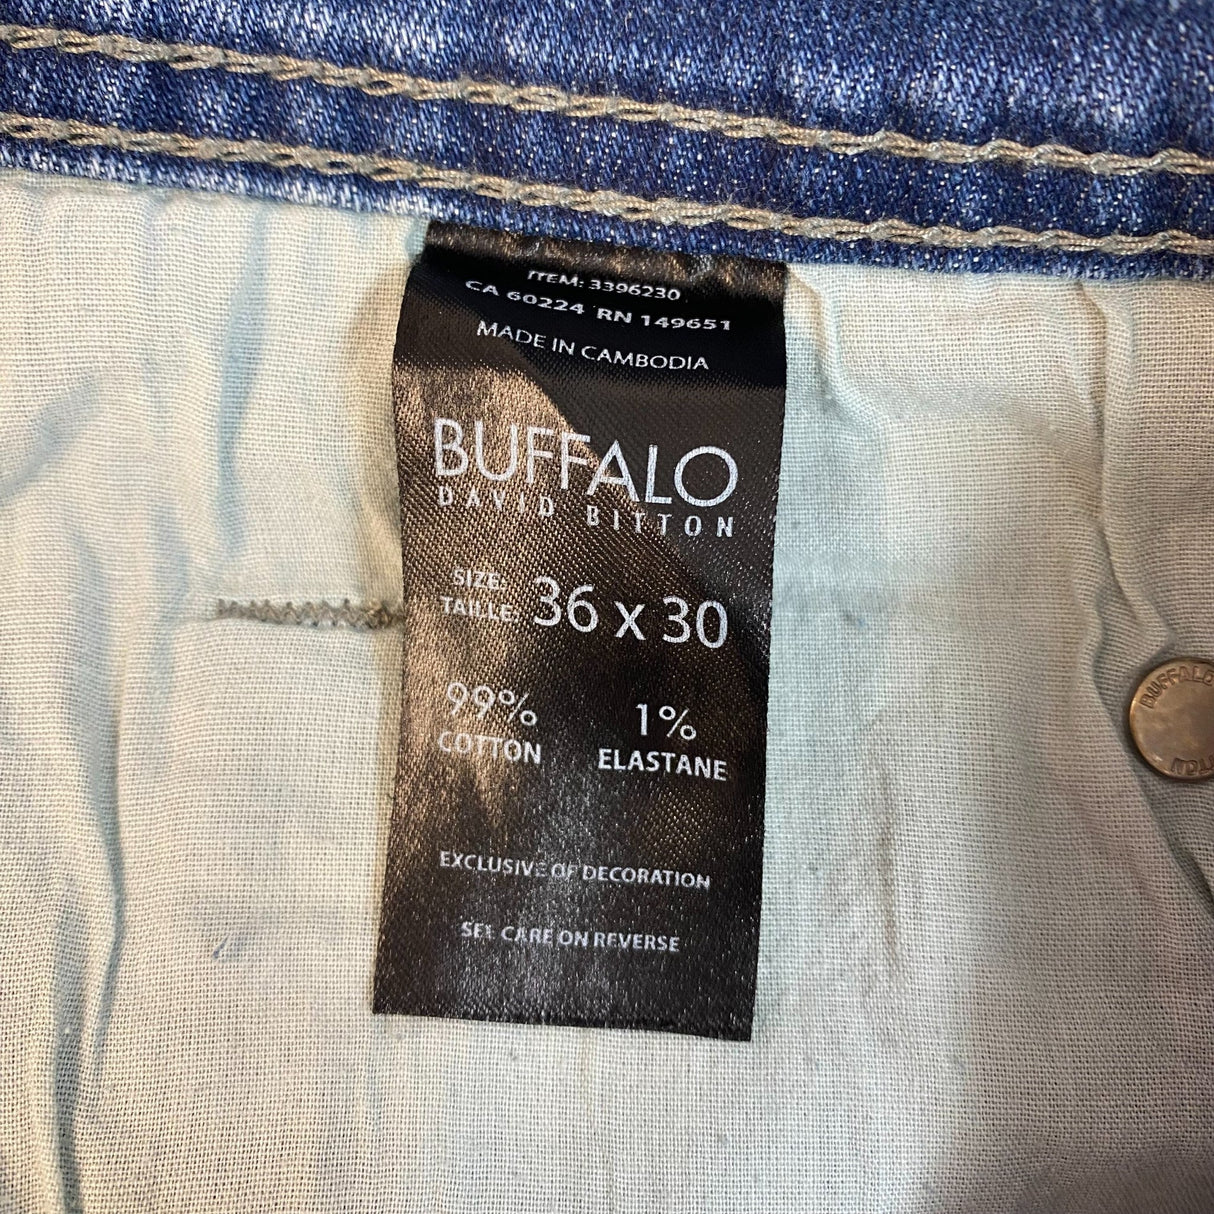 ITEM: 3396230
CA 60224 RN 149651
MADE IN CAMBODIA
BUFFALO
DAVID BITTON
SIZE:
TAILLE: 36 x 30
99% 1%
COTTON ELASTANE
EXCLUSIVE OF DECORATION
SEE CARE ON REVERSE
BUFFALO